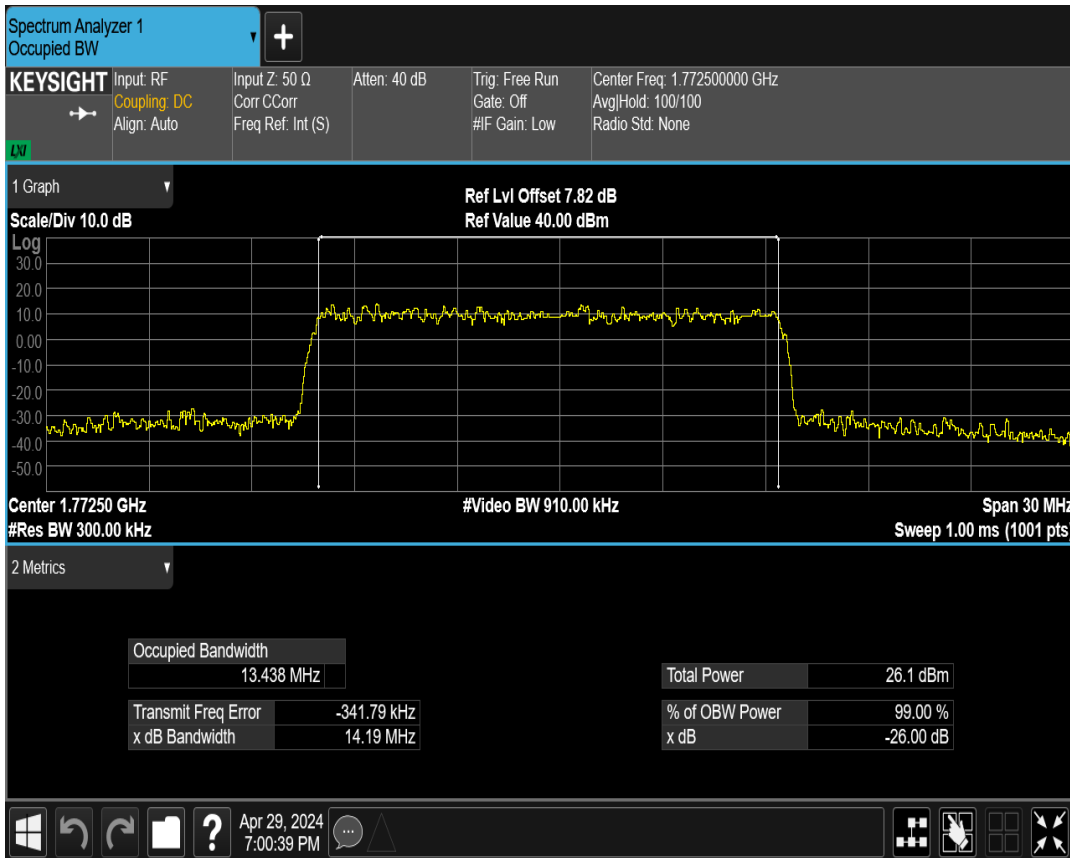 Spectrum Analyzer 1
Occupied BW
KEYSIGHT
Input: RF
Coupling: DC
Align: Auto
Input Z: 50 Ω
Corr CCorr
Freq Ref: Int (S)
Atten: 40 dB
Trig: Free Run
Gate: Off
#IF Gain: Low
Center Freq: 1.772500000 GHz
Avg|Hold: 100/100
Radio Std: None
LXI
1 Graph
Ref Lvl Offset 7.82 dB
Scale/Div 10.0 dB
Ref Value 40.00 dBm
Log
30.0
20.0
10.0
0.00
-10.0
-20.0
-30.0
-40.0
-50.0
Center 1.77250 GHz
#Video BW 910.00 kHz
Span 30 MHz
#Res BW 300.00 kHz
Sweep 1.00 ms (1001 pts)
2 Metrics
Occupied Bandwidth
13.438 MHz
Total Power 26.1 dBm
Transmit Freq Error -341.79 kHz
% of OBW Power 99.00 %
x dB Bandwidth 14.19 MHz
x dB -26.00 dB
?
Apr 29, 2024
7:00:39 PM